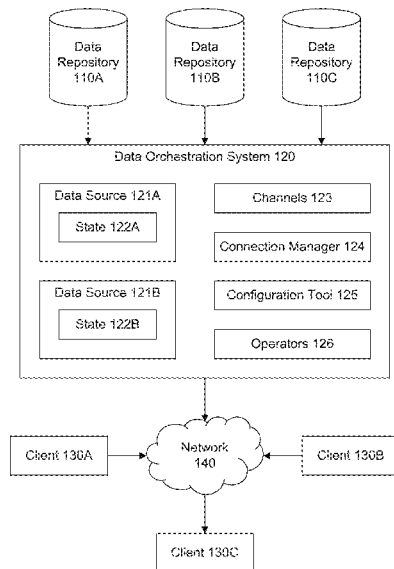 Data
Repository
110A
Data
Repository
110B
Data
Repository
110C
Data Orchestration System 120
Data Source 121A
State 122A
Data Source 121B
State 122B
Channels 123
Connection Manager 124
Configuration Tool 125
Operators 126
Client 130A
Network
140
Client 130B
Client 130C